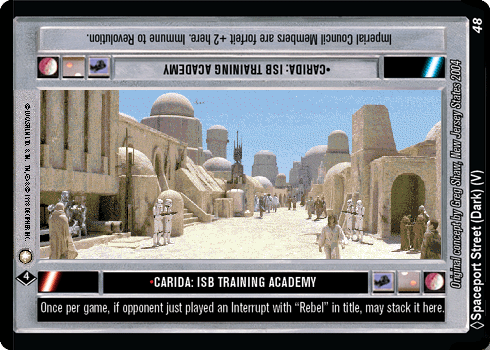 Imperial Council Members are forfeit +2 here. Immune to Revolution.
•CARIDA: ISB TRAINING ACADEMY
•CARIDA: ISB TRAINING ACADEMY
Once per game, if opponent just played an Interrupt with “Rebel” in title, may stack it here.
4
48
◊Spaceport Street (Dark) (V)
Original concept by Greg Shaw, New Jersey States 2004